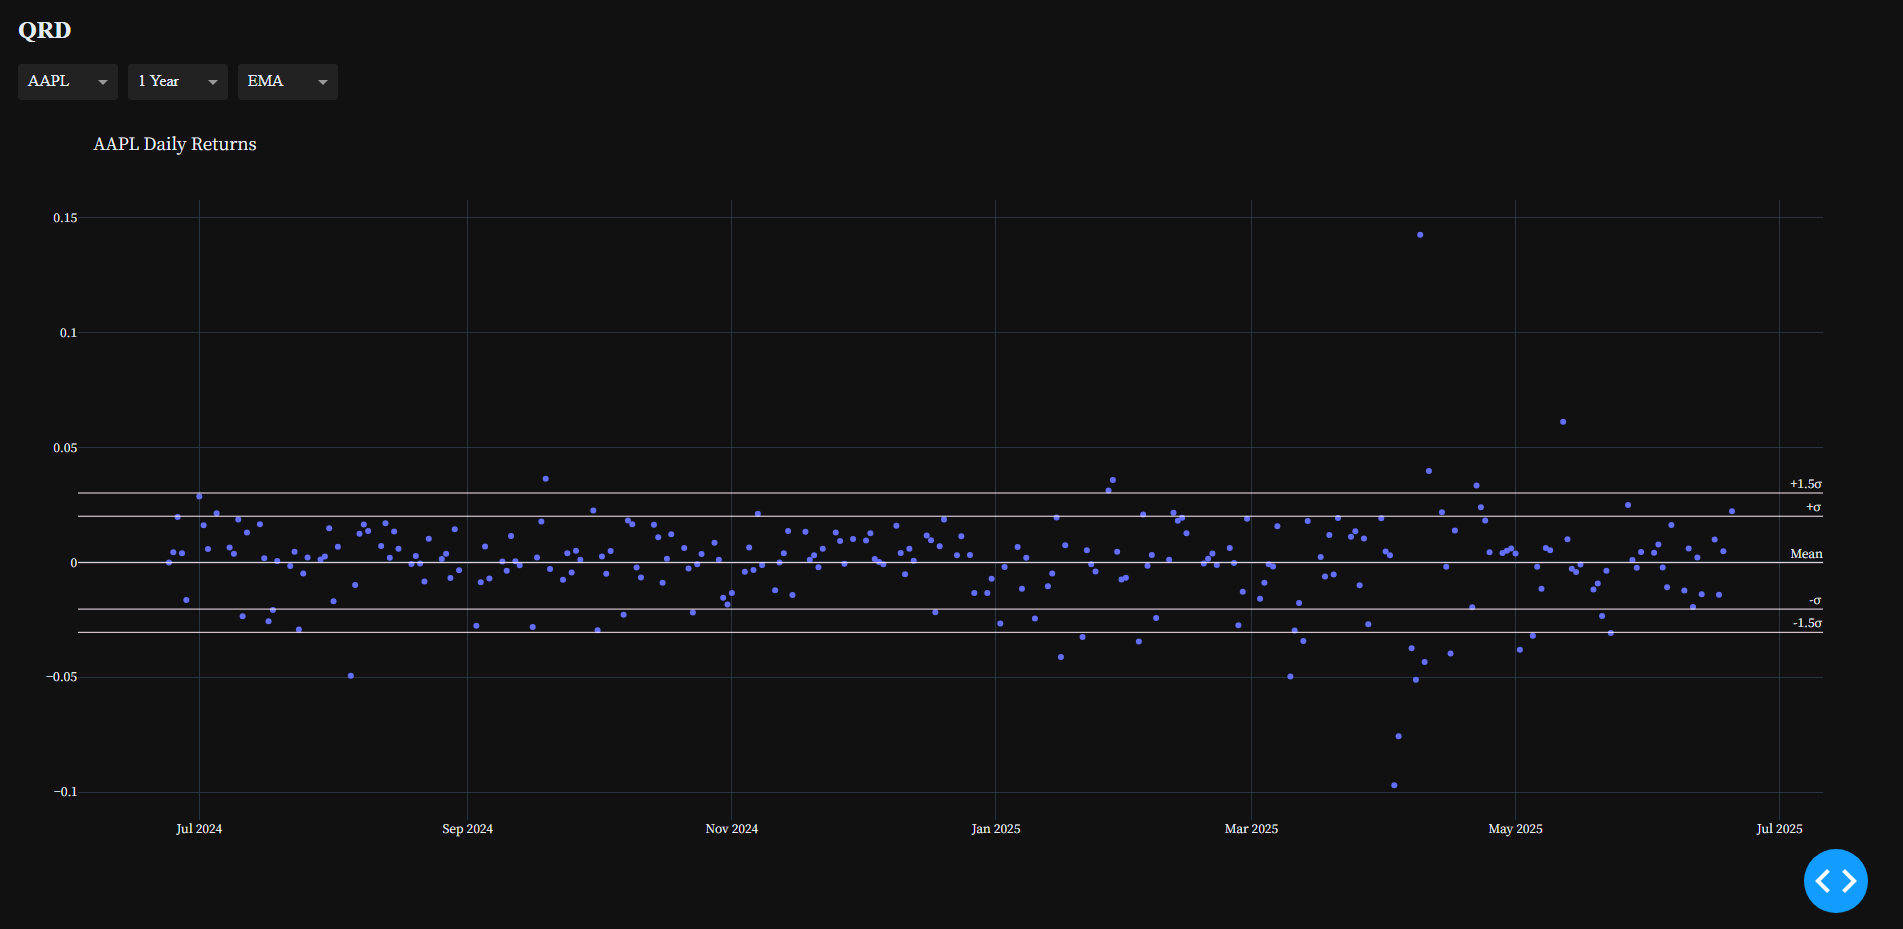 QRD
AAPL 1 Year EMA
AAPL Daily Returns
0.15
0.1
0.05
+1.5σ
+σ
0
Mean
-σ
-1.5σ
−0.05
−0.1
Jul 2024 Sep 2024 Nov 2024 Jan 2025 Mar 2025 May 2025 Jul 2025